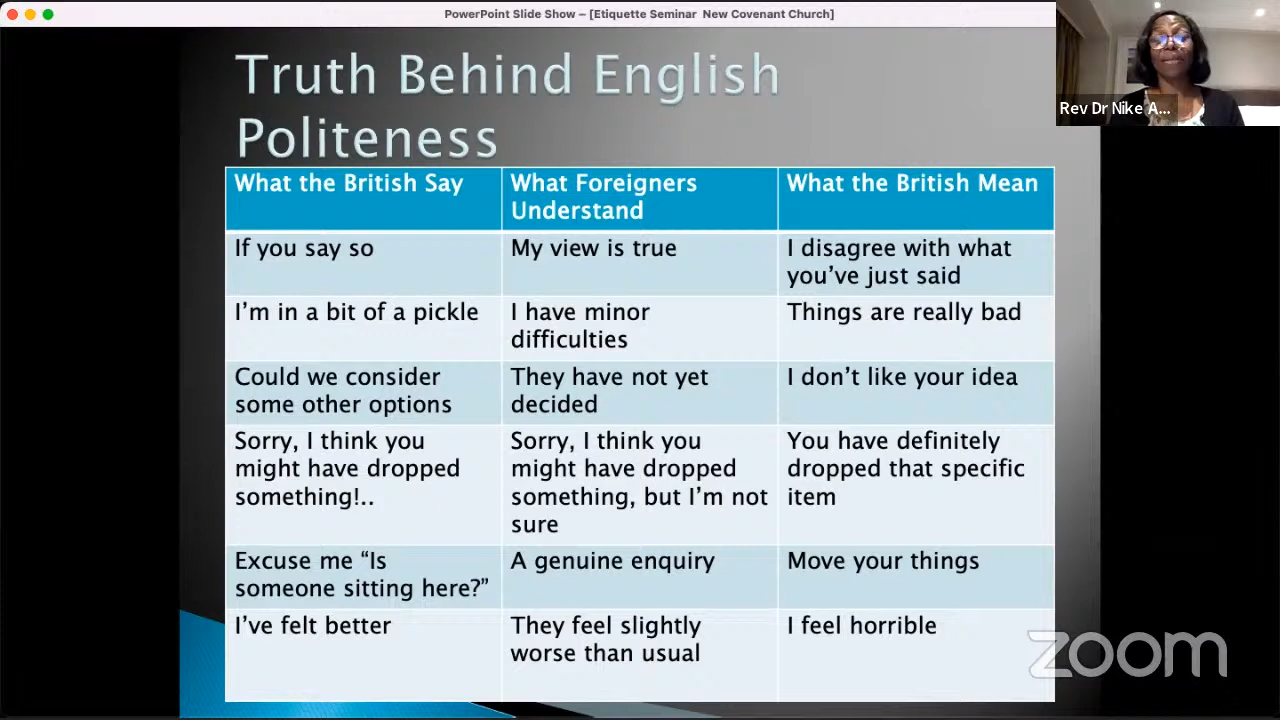 PowerPoint Slide Show – [Etiquette Seminar  New Covenant Church]
Rev Dr Nike A...
Truth Behind English
Politeness
What the British Say
What Foreigners
Understand
What the British Mean
If you say so
My view is true
I disagree with what
you’ve just said
I’m in a bit of a pickle
I have minor
difficulties
Things are really bad
Could we consider
some other options
They have not yet
decided
I don’t like your idea
Sorry, I think you
might have dropped
something!..
Sorry, I think you
might have dropped
something, but I’m not
sure
You have definitely
dropped that specific
item
Excuse me “Is
someone sitting here?”
A genuine enquiry
Move your things
I’ve felt better
They feel slightly
worse than usual
I feel horrible
zoom